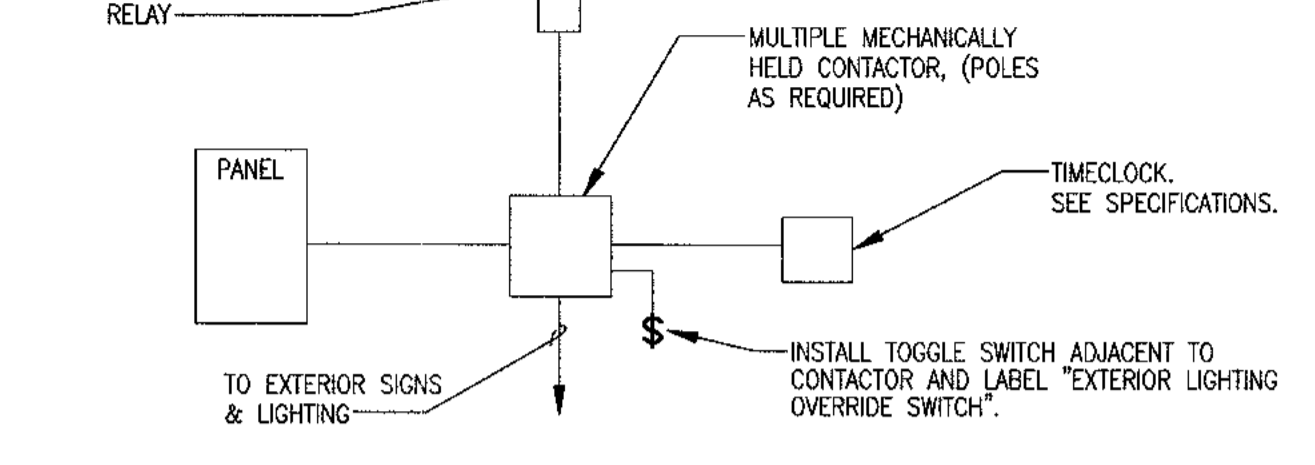 RELAY
MULTIPLE MECHANICALLY
HELD CONTACTOR, (POLES
AS REQUIRED)
PANEL
TIMECLOCK.
SEE SPECIFICATIONS.
$
INSTALL TOGGLE SWITCH ADJACENT TO
CONTACTOR AND LABEL "EXTERIOR LIGHTING
OVERRIDE SWITCH".
TO EXTERIOR SIGNS
& LIGHTING